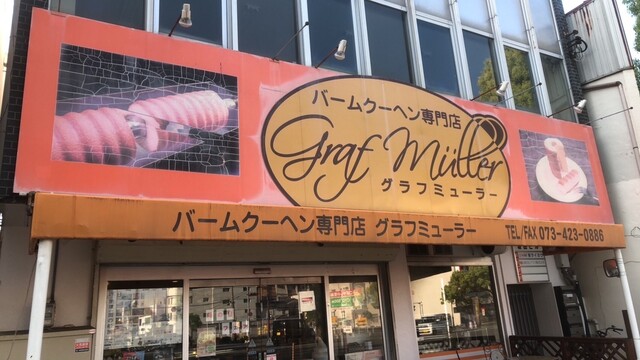 バームクーヘン専門店
Graf Müller
グラフミューラー
バームクーヘン専門店 グラフミューラー TEL/FAX 073-423-0886